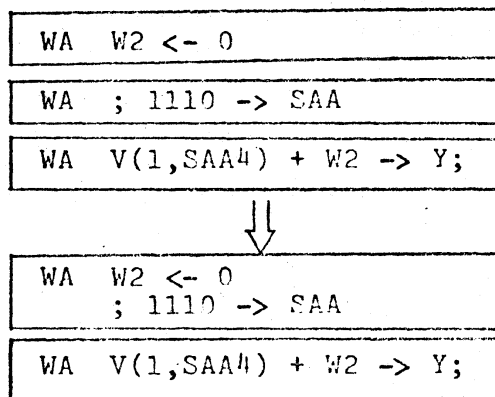 WA W2 <- 0
WA ; 1110 -> SAA
WA V(1,SAA4) + W2 -> Y;
WA W2 <- 0
; 1110 -> SAA
WA V(1,SAA4) + W2 -> Y;